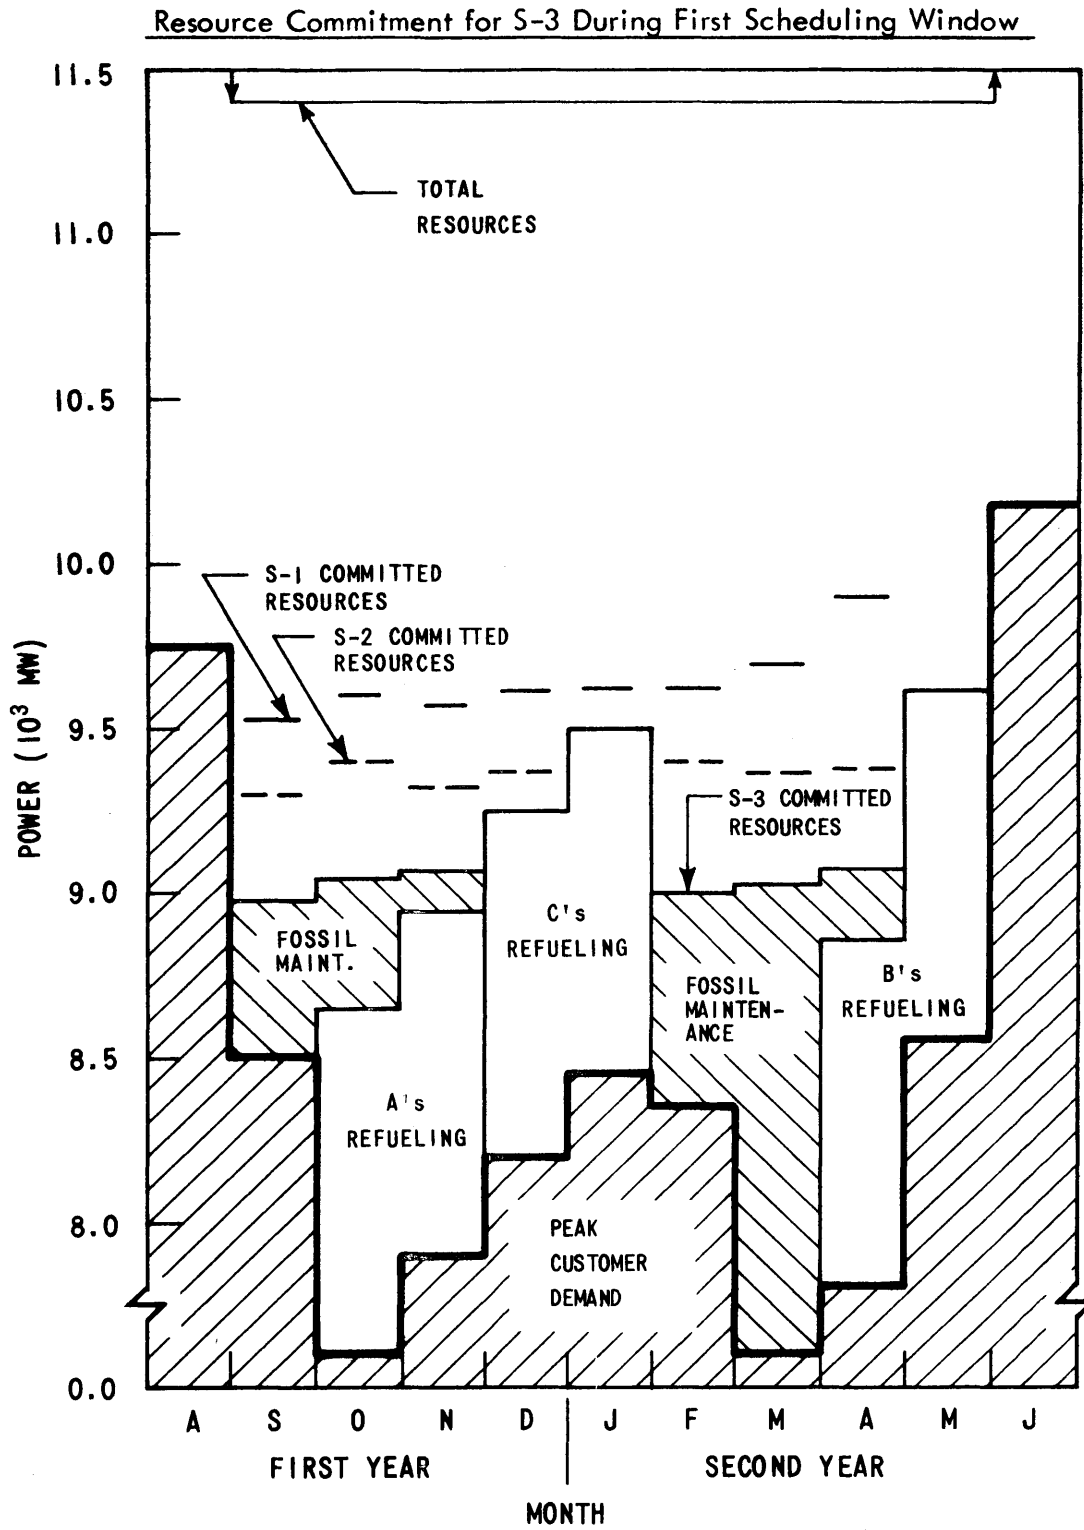 Resource Commitment for S-3 During First Scheduling Window
11.5
TOTAL
RESOURCES
11.0
10.5
10.0
S-1 COMMITTED
RESOURCES
S-2 COMMITTED
RESOURCES
POWER (10³ MW)
9.5
S-3 COMMITTED
RESOURCES
9.0
C's
REFUELING
FOSSIL
MAINT.
FOSSIL
MAINTEN-
ANCE
B's
REFUELING
8.5
A's
REFUELING
8.0
PEAK
CUSTOMER
DEMAND
0.0
A S O N D J F M A M J
FIRST YEAR SECOND YEAR
MONTH